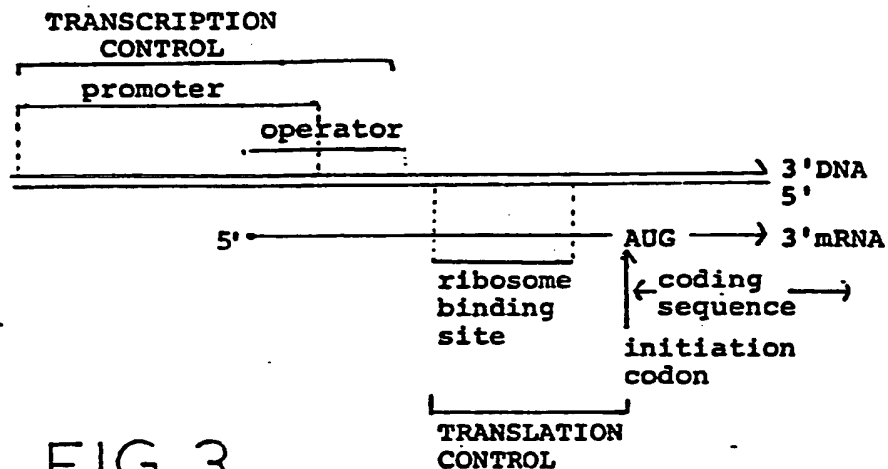 TRANSCRIPTION
CONTROL
promoter
operator
3'DNA
5'
5'
AUG
3'mRNA
ribosome
binding
site
coding
sequence
initiation
codon
TRANSLATION
CONTROL
FIG. 3